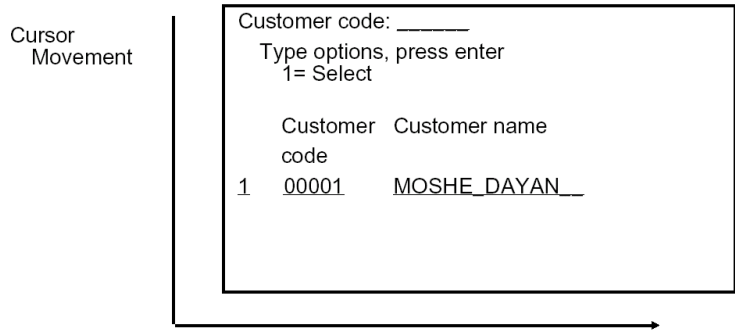 Cursor
Movement
Customer code: ______
Type options, press enter
1= Select
Customer Customer name
code
1 00001 MOSHE_DAYAN__